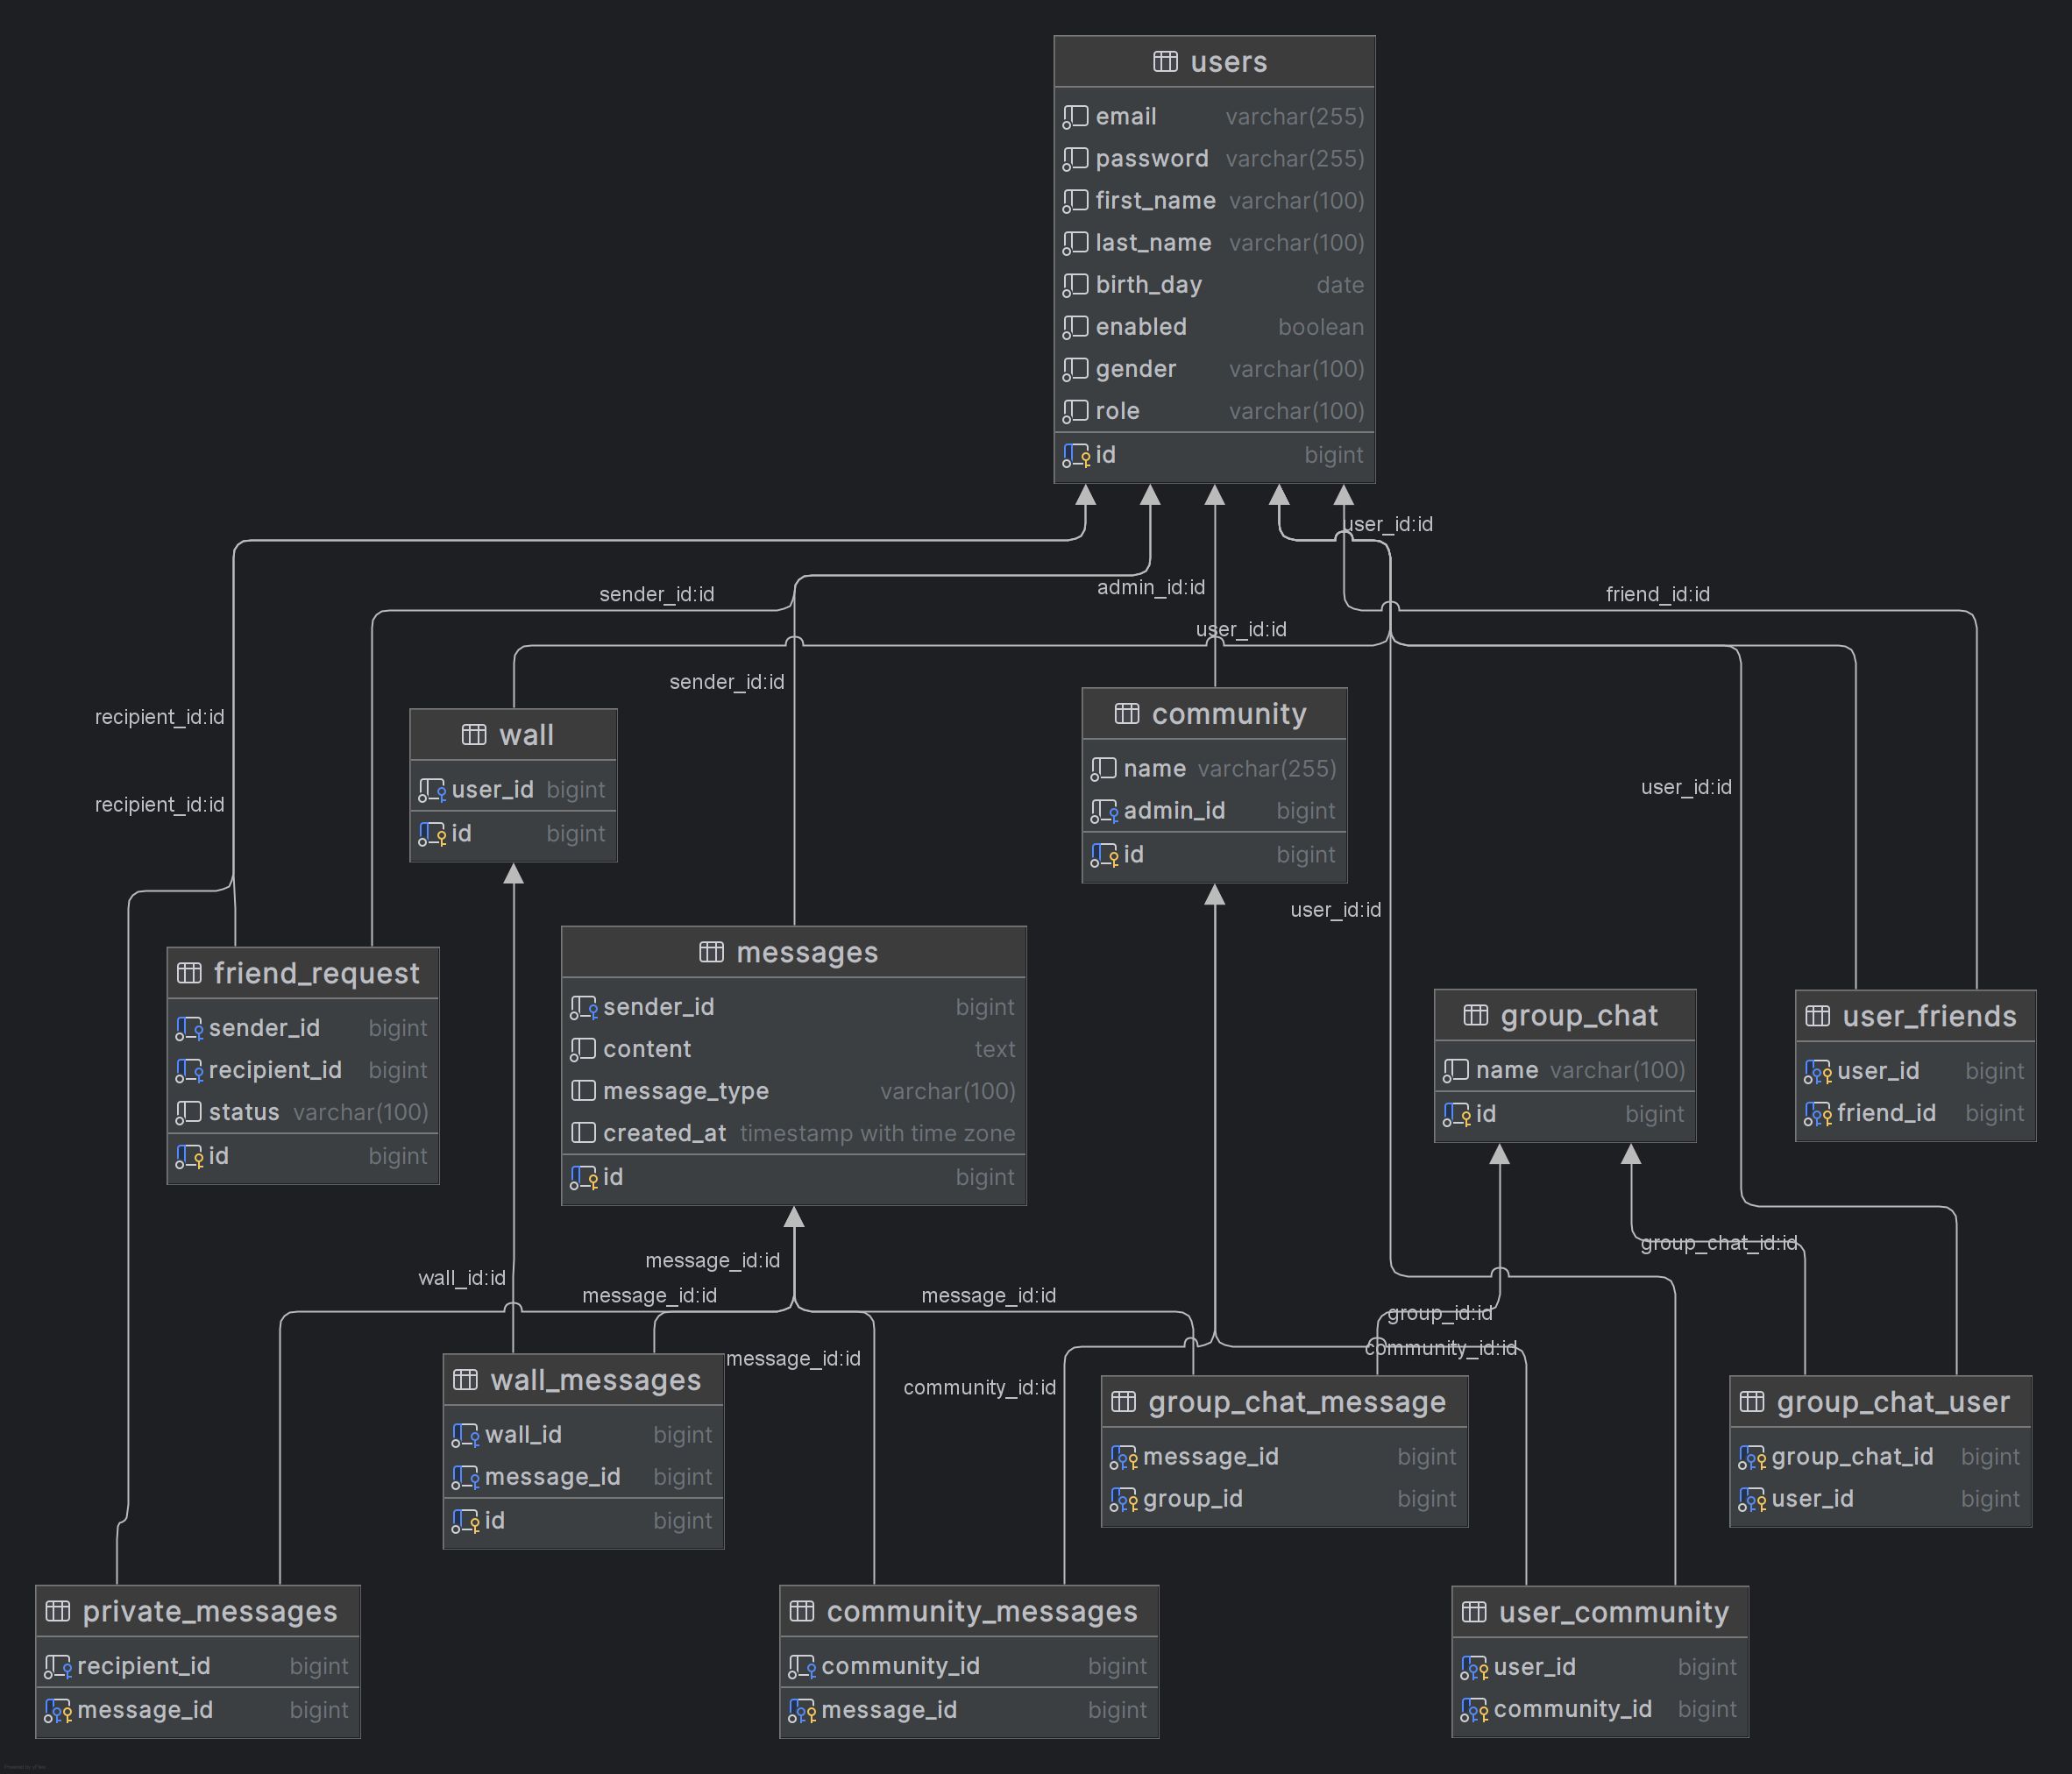 users
email varchar(255)
password varchar(255)
first_name varchar(100)
last_name varchar(100)
birth_day date
enabled boolean
gender varchar(100)
role varchar(100)
id bigint
user_id:id
admin_id:id
sender_id:id
friend_id:id
user_id:id
sender_id:id
recipient_id:id
user_id:id
recipient_id:id
user_id:id
wall
user_id bigint
id bigint
community
name varchar(255)
admin_id bigint
id bigint
friend_request
sender_id bigint
recipient_id bigint
status varchar(100)
id bigint
messages
sender_id bigint
content text
message_type varchar(100)
created_at timestamp with time zone
id bigint
group_chat
name varchar(100)
id bigint
user_friends
user_id bigint
friend_id bigint
group_chat_id:id
message_id:id
wall_id:id
message_id:id
message_id:id
group_id:id
community_id:id
message_id:id
community_id:id
wall_messages
wall_id bigint
message_id bigint
id bigint
group_chat_message
message_id bigint
group_id bigint
group_chat_user
group_chat_id bigint
user_id bigint
private_messages
recipient_id bigint
message_id bigint
community_messages
community_id bigint
message_id bigint
user_community
user_id bigint
community_id bigint